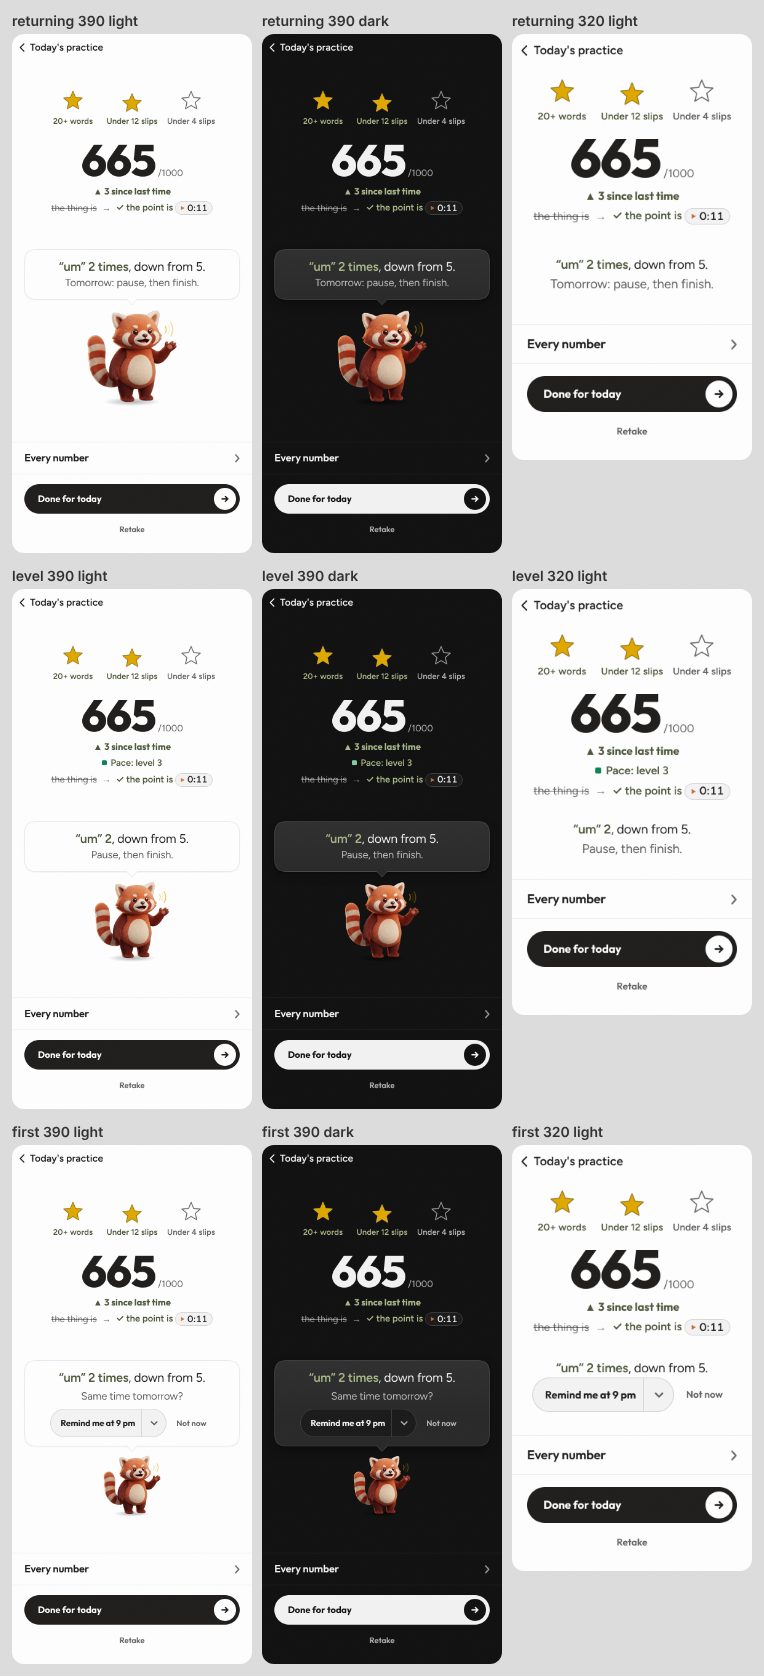 returning 390 light
Today's practice
20+ words
Under 12 slips
Under 4 slips
665 /1000
▲ 3 since last time
the thing is → ✓ the point is ▸ 0:11
“um” 2 times, down from 5.
Tomorrow: pause, then finish.
Every number
Done for today
Retake
returning 390 dark
Today's practice
20+ words
Under 12 slips
Under 4 slips
665 /1000
▲ 3 since last time
the thing is → ✓ the point is ▸ 0:11
“um” 2 times, down from 5.
Tomorrow: pause, then finish.
Every number
Done for today
Retake
returning 320 light
Today's practice
20+ words
Under 12 slips
Under 4 slips
665 /1000
▲ 3 since last time
the thing is → ✓ the point is ▸ 0:11
“um” 2 times, down from 5.
Tomorrow: pause, then finish.
Every number
Done for today
Retake
level 390 light
Today's practice
20+ words
Under 12 slips
Under 4 slips
665 /1000
▲ 3 since last time
Pace: level 3
the thing is → ✓ the point is ▸ 0:11
“um” 2, down from 5.
Pause, then finish.
Every number
Done for today
Retake
level 390 dark
Today's practice
20+ words
Under 12 slips
Under 4 slips
665 /1000
▲ 3 since last time
Pace: level 3
the thing is → ✓ the point is ▸ 0:11
“um” 2, down from 5.
Pause, then finish.
Every number
Done for today
Retake
level 320 light
Today's practice
20+ words
Under 12 slips
Under 4 slips
665 /1000
▲ 3 since last time
Pace: level 3
the thing is → ✓ the point is ▸ 0:11
“um” 2, down from 5.
Pause, then finish.
Every number
Done for today
Retake
first 390 light
Today's practice
20+ words
Under 12 slips
Under 4 slips
665 /1000
▲ 3 since last time
the thing is → ✓ the point is ▸ 0:11
“um” 2 times, down from 5.
Same time tomorrow?
Remind me at 9 pm
Not now
Every number
Done for today
Retake
first 390 dark
Today's practice
20+ words
Under 12 slips
Under 4 slips
665 /1000
▲ 3 since last time
the thing is → ✓ the point is ▸ 0:11
“um” 2 times, down from 5.
Same time tomorrow?
Remind me at 9 pm
Not now
Every number
Done for today
Retake
first 320 light
Today's practice
20+ words
Under 12 slips
Under 4 slips
665 /1000
▲ 3 since last time
the thing is → ✓ the point is ▸ 0:11
“um” 2 times, down from 5.
Remind me at 9 pm
Not now
Every number
Done for today
Retake